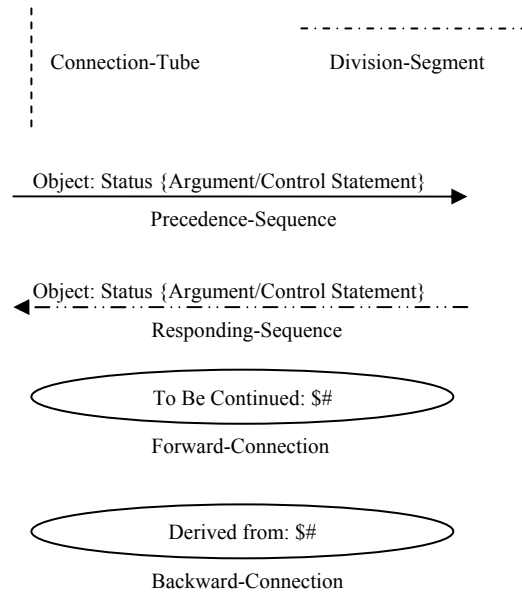 Connection-Tube
Division-Segment
Object: Status {Argument/Control Statement}
Precedence-Sequence
Object: Status {Argument/Control Statement}
Responding-Sequence
To Be Continued: $#
Forward-Connection
Derived from: $#
Backward-Connection